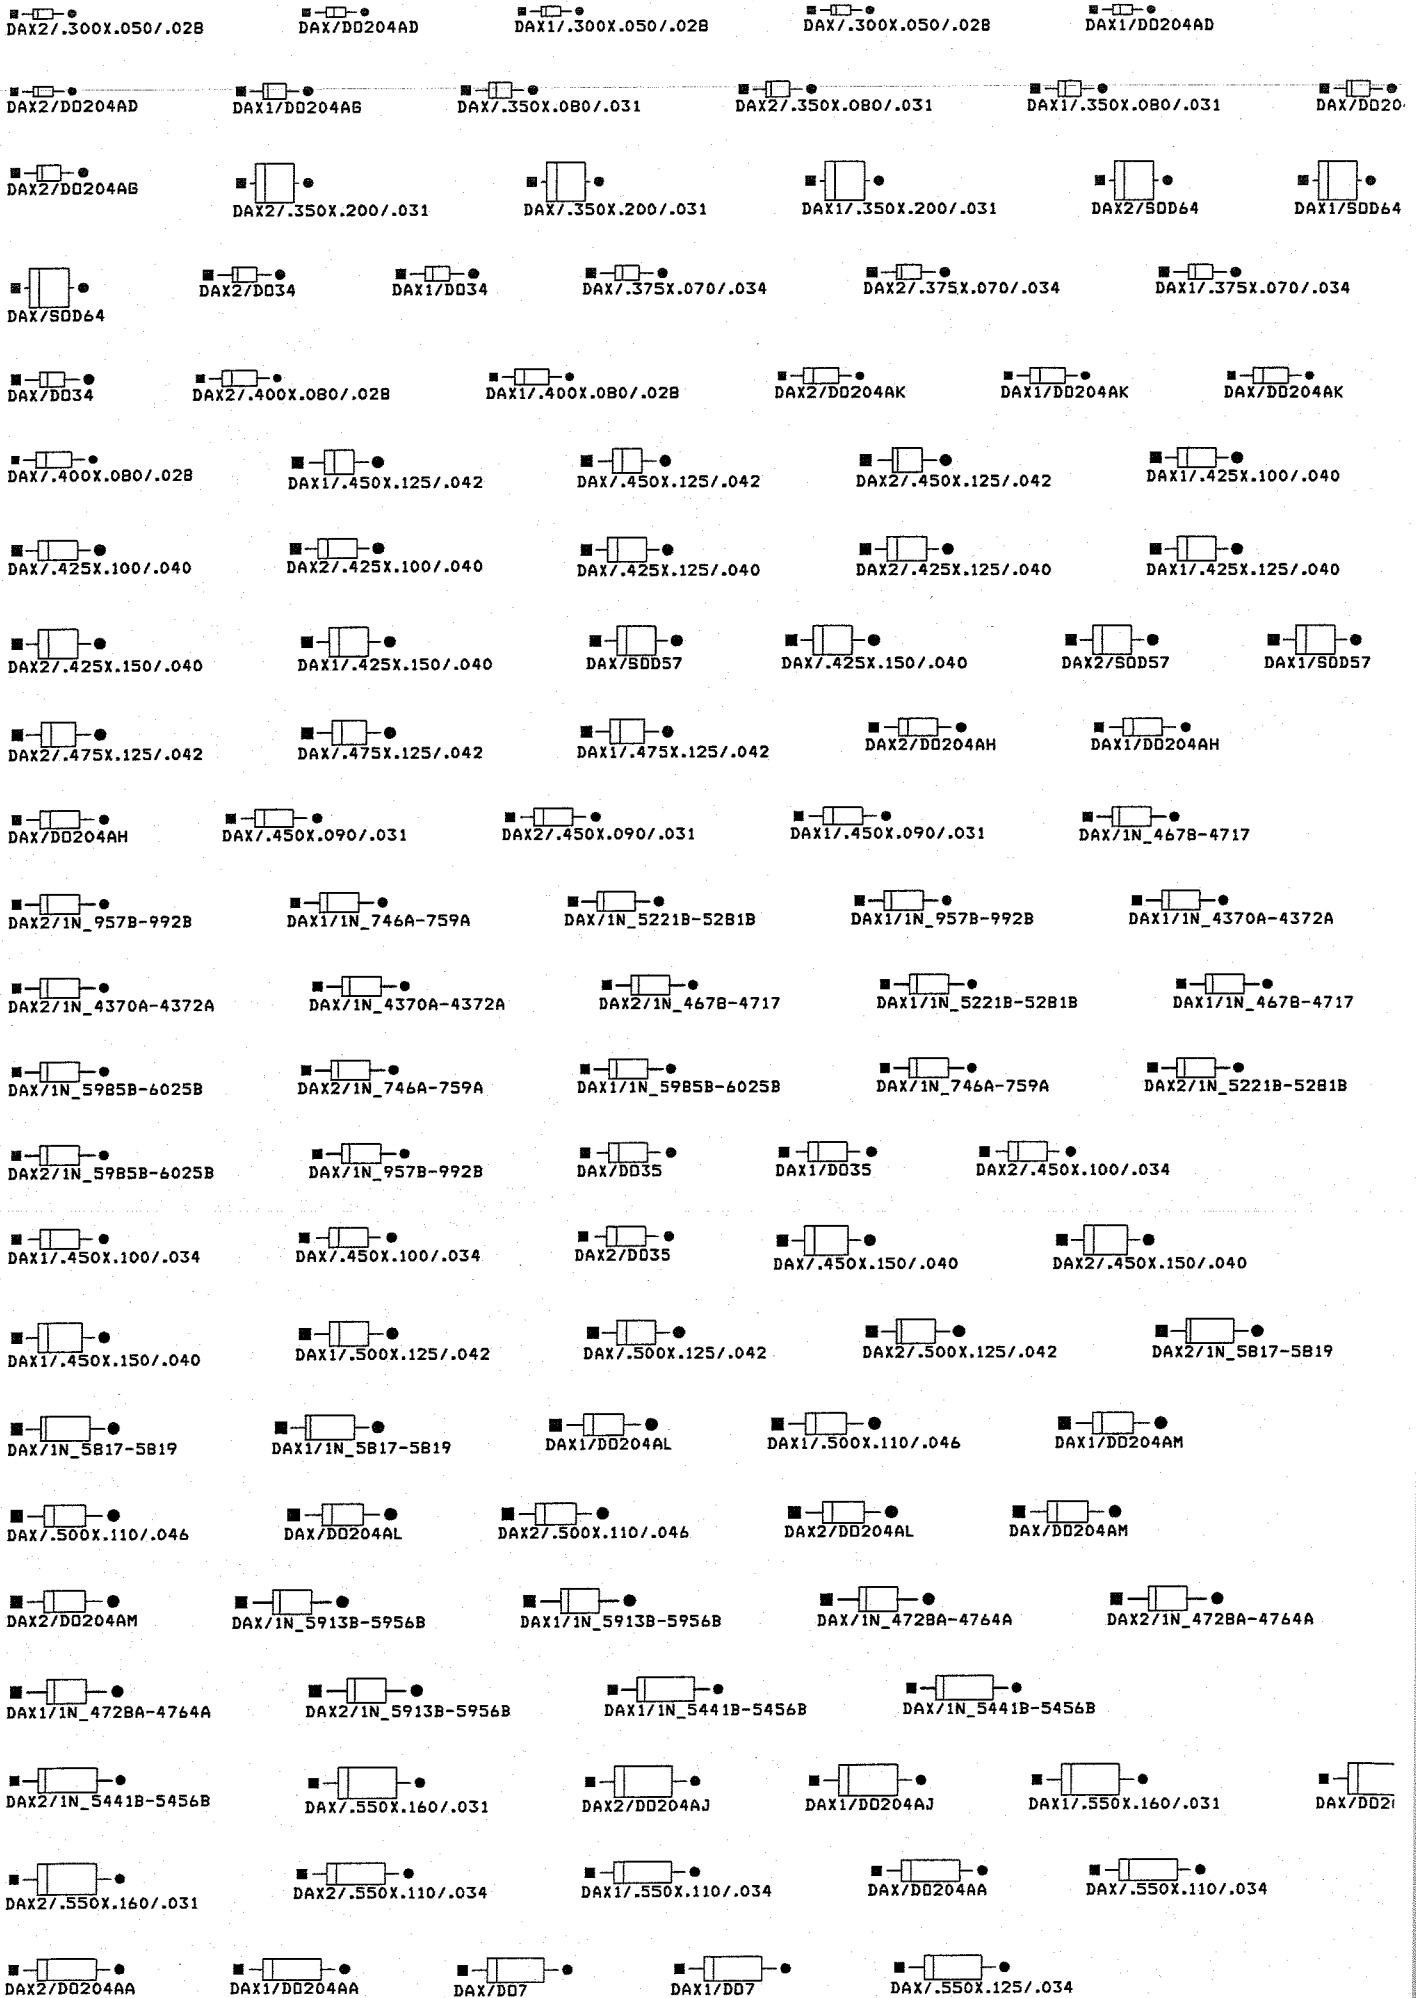 DAX2/.300X.050/.028 DAX/DO204AD DAX1/.300X.050/.028 DAX/.300X.050/.028 DAX1/DO204AD
DAX2/DO204AD DAX1/DO204AG DAX/.350X.080/.031 DAX2/.350X.080/.031 DAX1/.350X.080/.031 DAX/DO20
DAX2/DO204AG DAX2/.350X.200/.031 DAX/.350X.200/.031 DAX1/.350X.200/.031 DAX2/SOD64 DAX1/SOD64
DAX/SOD64 DAX2/DO34 DAX1/DO34 DAX/.375X.070/.034 DAX2/.375X.070/.034 DAX1/.375X.070/.034
DAX/DO34 DAX2/.400X.080/.028 DAX1/.400X.080/.028 DAX2/DO204AK DAX1/DO204AK DAX/DO204AK
DAX/.400X.080/.028 DAX1/.450X.125/.042 DAX/.450X.125/.042 DAX2/.450X.125/.042 DAX1/.425X.100/.040
DAX/.425X.100/.040 DAX2/.425X.100/.040 DAX/.425X.125/.040 DAX2/.425X.125/.040 DAX1/.425X.125/.040
DAX2/.425X.150/.040 DAX1/.425X.150/.040 DAX/SOD57 DAX/.425X.150/.040 DAX2/SOD57 DAX1/SOD57
DAX2/.475X.125/.042 DAX/.475X.125/.042 DAX1/.475X.125/.042 DAX2/DO204AH DAX1/DO204AH
DAX/DO204AH DAX/.450X.090/.031 DAX2/.450X.090/.031 DAX1/.450X.090/.031 DAX/1N_4678-4717
DAX2/1N_957B-992B DAX1/1N_746A-759A DAX/1N_5221B-5281B DAX1/1N_957B-992B DAX1/1N_4370A-4372A
DAX2/1N_4370A-4372A DAX/1N_4370A-4372A DAX2/1N_4678-4717 DAX1/1N_5221B-5281B DAX1/1N_4678-4717
DAX/1N_5985B-6025B DAX2/1N_746A-759A DAX1/1N_5985B-6025B DAX/1N_746A-759A DAX2/1N_5221B-5281B
DAX2/1N_5985B-6025B DAX/1N_957B-992B DAX/DO35 DAX1/DO35 DAX2/.450X.100/.034
DAX1/.450X.100/.034 DAX/.450X.100/.034 DAX2/DO35 DAX/.450X.150/.040 DAX2/.450X.150/.040
DAX1/.450X.150/.040 DAX1/.500X.125/.042 DAX/.500X.125/.042 DAX2/.500X.125/.042 DAX2/1N_5817-5819
DAX/1N_5817-5819 DAX1/1N_5817-5819 DAX1/DO204AL DAX1/.500X.110/.046 DAX1/DO204AM
DAX/.500X.110/.046 DAX/DO204AL DAX2/.500X.110/.046 DAX2/DO204AL DAX/DO204AM
DAX2/DO204AM DAX/1N_5913B-5956B DAX1/1N_5913B-5956B DAX/1N_4728A-4764A DAX2/1N_4728A-4764A
DAX1/1N_4728A-4764A DAX2/1N_5913B-5956B DAX1/1N_5441B-5456B DAX/1N_5441B-5456B
DAX2/1N_5441B-5456B DAX/.550X.160/.031 DAX2/DO204AJ DAX1/DO204AJ DAX1/.550X.160/.031 DAX/DO2
DAX2/.550X.160/.031 DAX2/.550X.110/.034 DAX1/.550X.110/.034 DAX/DO204AA DAX/.550X.110/.034
DAX2/DO204AA DAX1/DO204AA DAX/DO7 DAX1/DO7 DAX/.550X.125/.034